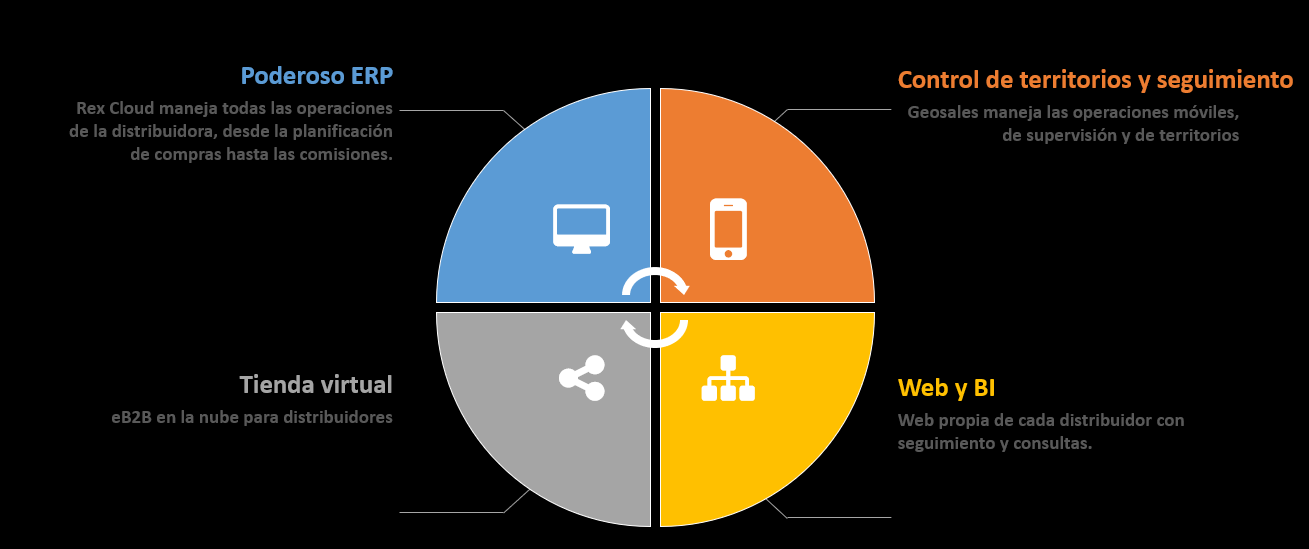 Poderoso ERP
Rex Cloud maneja todas las operaciones
de la distribuidora, desde la planificación
de compras hasta las comisiones.
Control de territorios y seguimiento
Geosales maneja las operaciones móviles,
de supervisión y de territorios
Tienda virtual
eB2B en la nube para distribuidores
Web y BI
Web propia de cada distribuidor con
seguimiento y consultas.